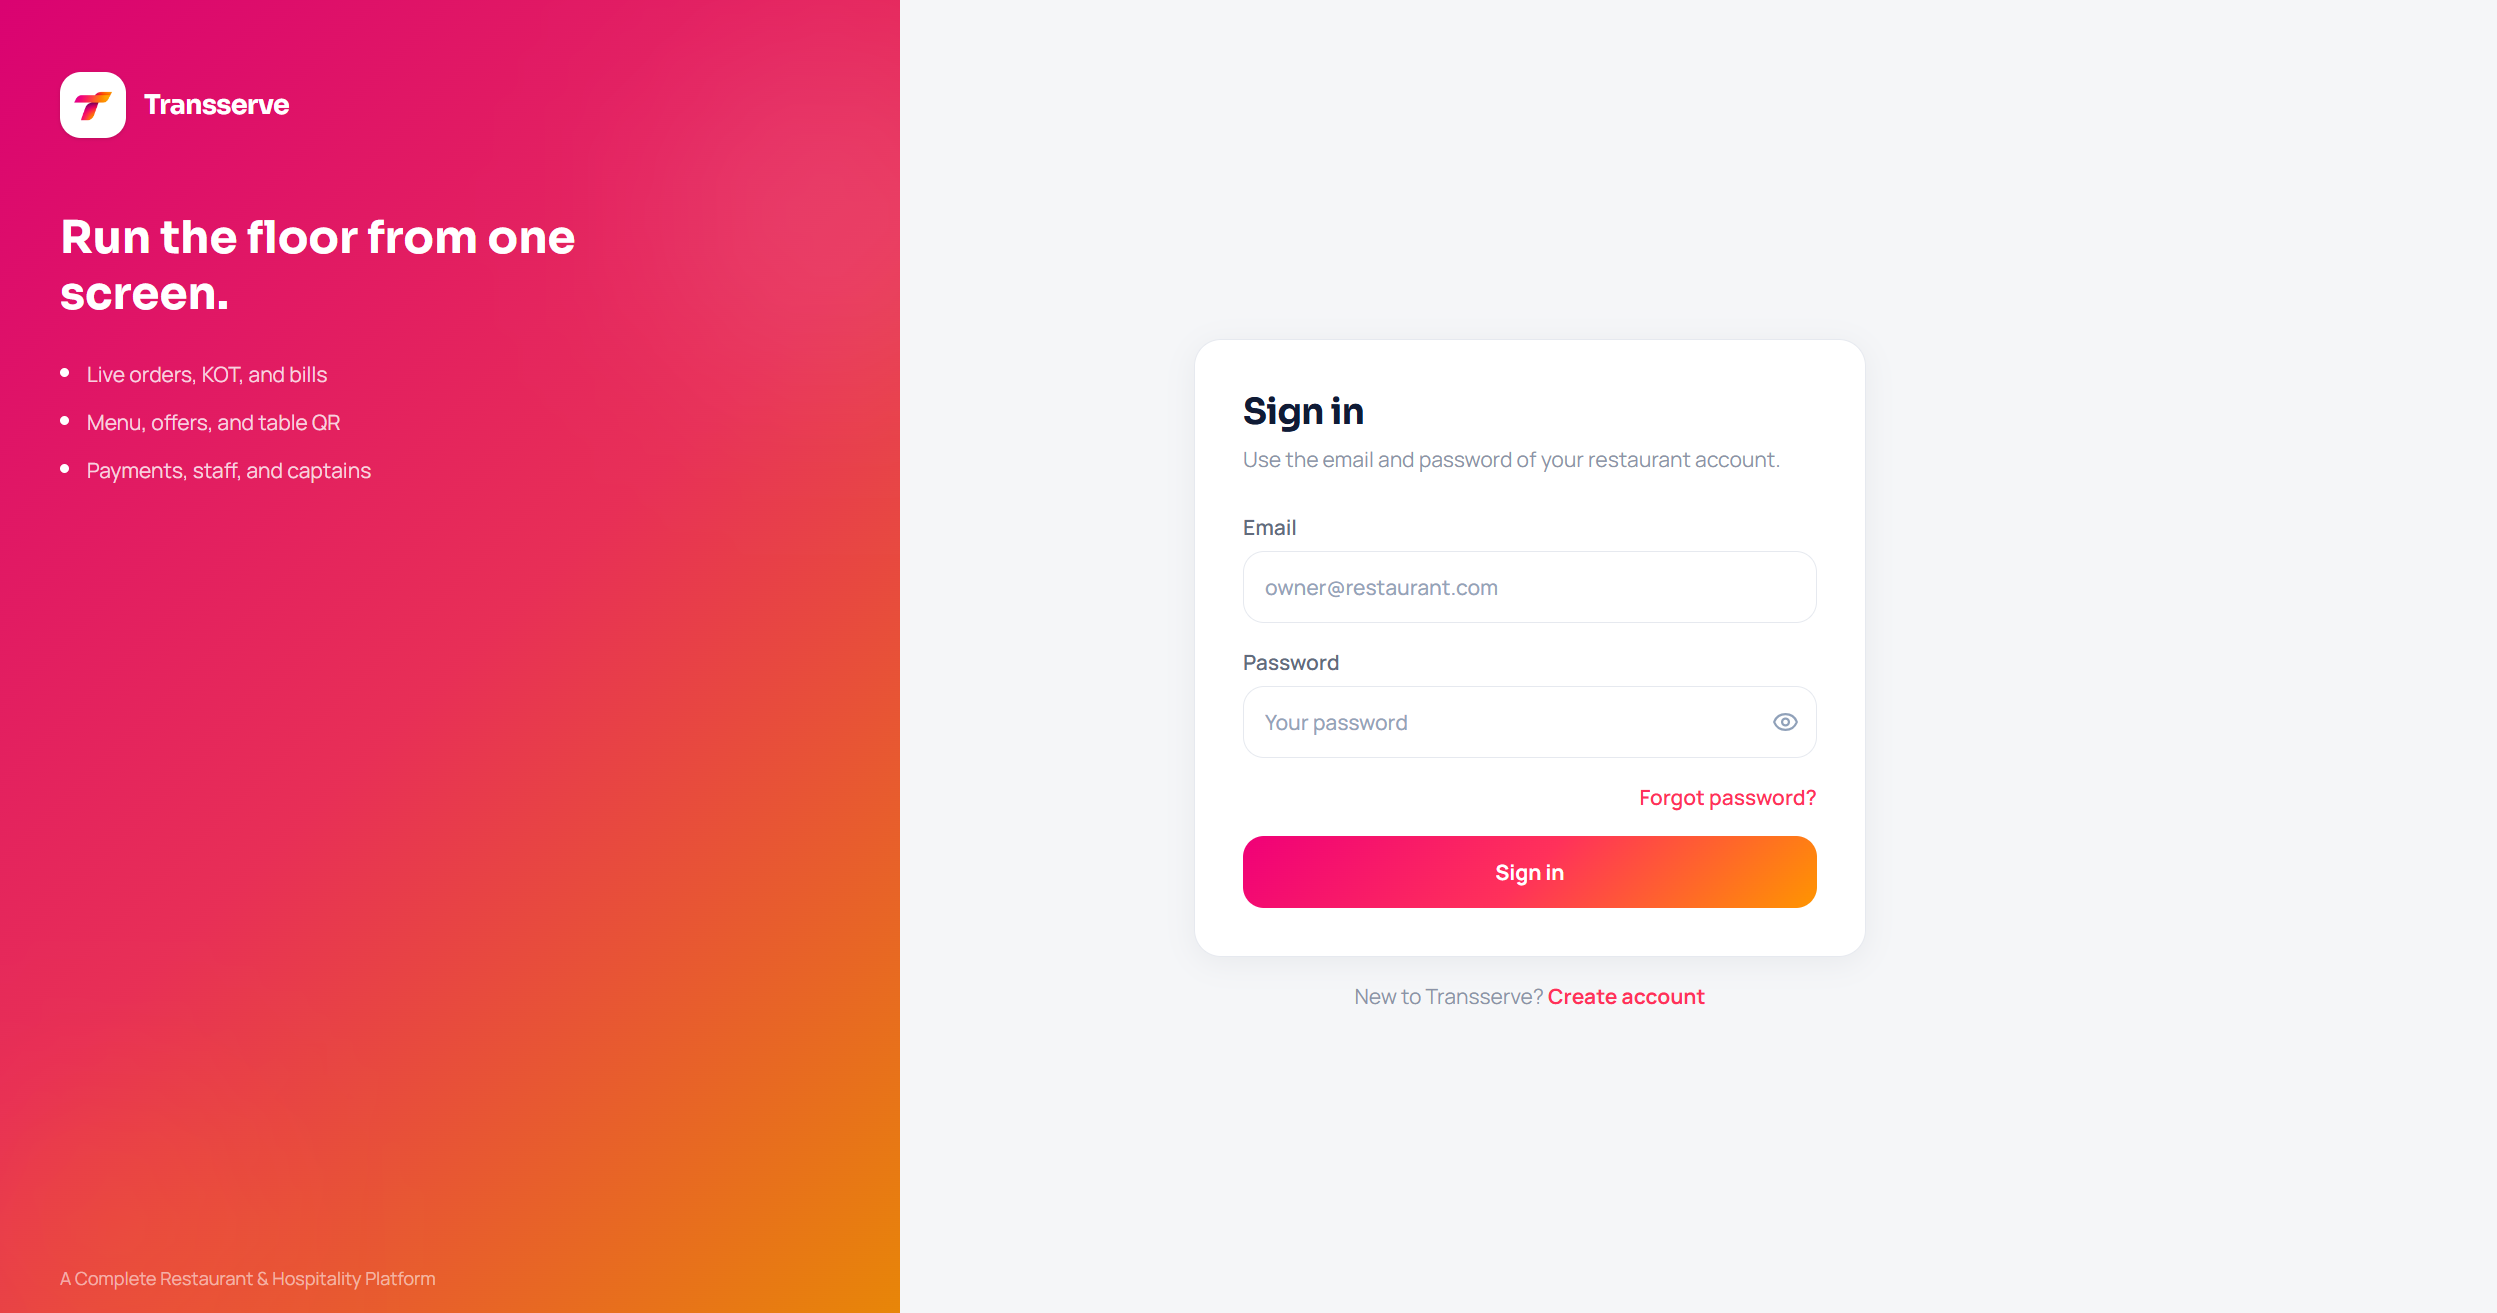 Transserve
Run the floor from one
screen.
Live orders, KOT, and bills
Menu, offers, and table QR
Payments, staff, and captains
A Complete Restaurant & Hospitality Platform
Sign in
Use the email and password of your restaurant account.
Email
owner@restaurant.com
Password
Your password
Forgot password?
Sign in
New to Transserve? Create account